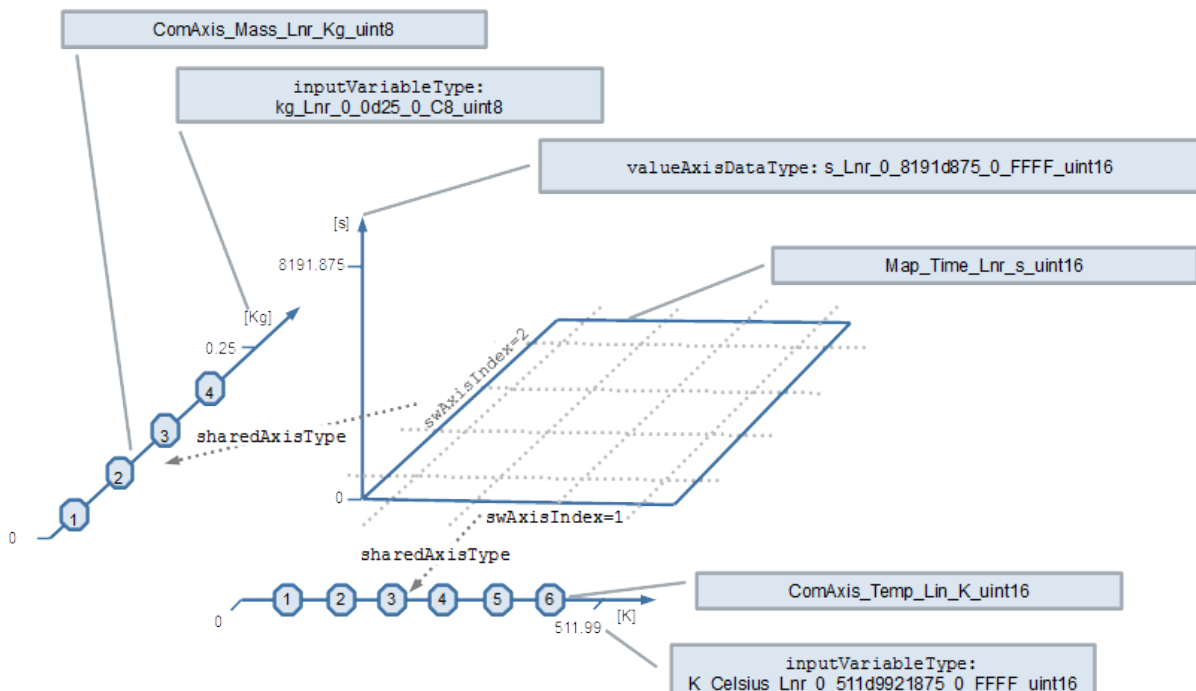 ComAxis_Mass_Lnr_Kg_uint8
inputVariableType:
kg_Lnr_0_0d25_0_C8_uint8
valueAxisDataType: s_Lnr_0_8191d875_0_FFFF_uint16
[s]
8191.875
Map_Time_Lnr_s_uint16
[Kg]
0.25
swAxisIndex=2
4
3
sharedAxisType
2
1
0
0
swAxisIndex=1
sharedAxisType
1 2 3 4 5 6
ComAxis_Temp_Lin_K_uint16
0
511.99
[K]
inputVariableType:
K_Celsius_Lnr_0_511d9921875_0_FFFF_uint16